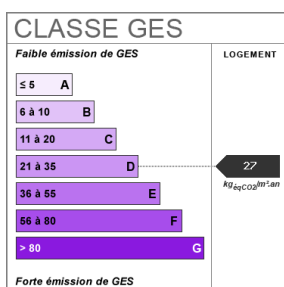 CLASSE GES
Faible émission de GES
LOGEMENT
≤ 5 A
6 à 10 B
11 à 20 C
21 à 35 D
27
kgéqCO2/m².an
36 à 55 E
56 à 80 F
> 80 G
Forte émission de GES